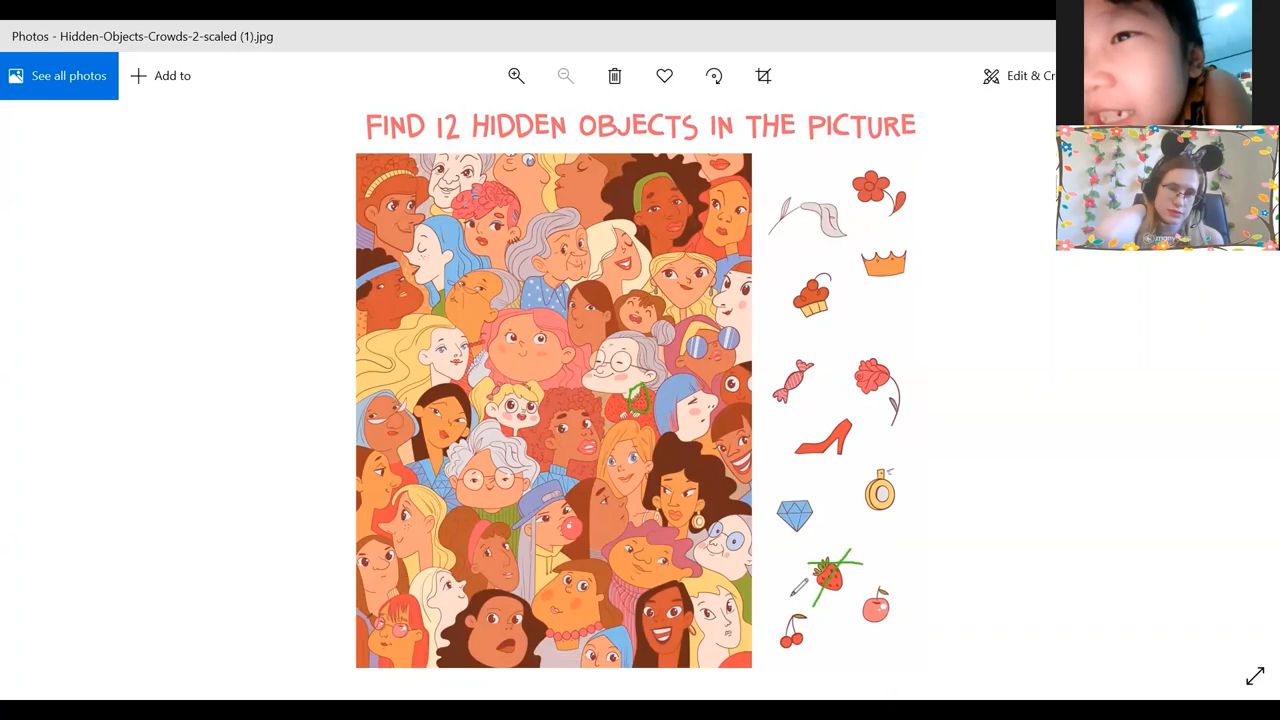 Photos - Hidden-Objects-Crowds-2-scaled (1).jpg
See all photos
Add to
Edit & Cr
FIND 12 HIDDEN OBJECTS IN THE PICTURE